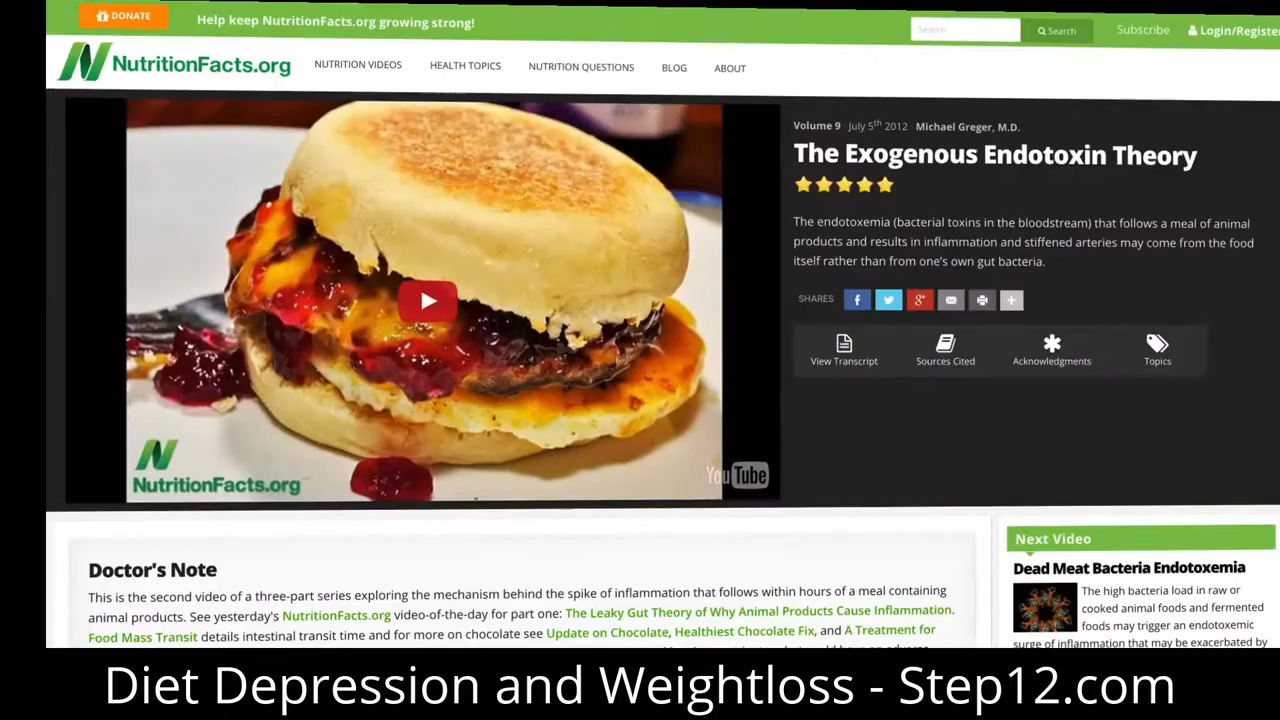 DONATE
Help keep NutritionFacts.org growing strong!
Search
Search
Subscribe
Login/Register
NutritionFacts.org
NUTRITION VIDEOS
HEALTH TOPICS
NUTRITION QUESTIONS
BLOG
ABOUT
Volume 9 · July 5th 2012 · Michael Greger, M.D.
The Exogenous Endotoxin Theory
The endotoxemia (bacterial toxins in the bloodstream) that follows a meal of animal
products and results in inflammation and stiffened arteries may come from the food
itself rather than from one's own gut bacteria.
SHARES
View Transcript
Sources Cited
Acknowledgments
Topics
NutritionFacts.org
YouTube
Doctor's Note
This is the second video of a three-part series exploring the mechanism behind the spike of inflammation that follows within hours of a meal containing
animal products. See yesterday's NutritionFacts.org video-of-the-day for part one: The Leaky Gut Theory of Why Animal Products Cause Inflammation.
Food Mass Transit details intestinal transit time and for more on chocolate see Update on Chocolate, Healthiest Chocolate Fix, and A Treatment for
Next Video
Dead Meat Bacteria Endotoxemia
The high bacteria load in raw or
cooked animal foods and fermented
foods may trigger an endotoxemic
surge of inflammation that may be exacerbated by
Diet Depression and Weightloss - Step12.com